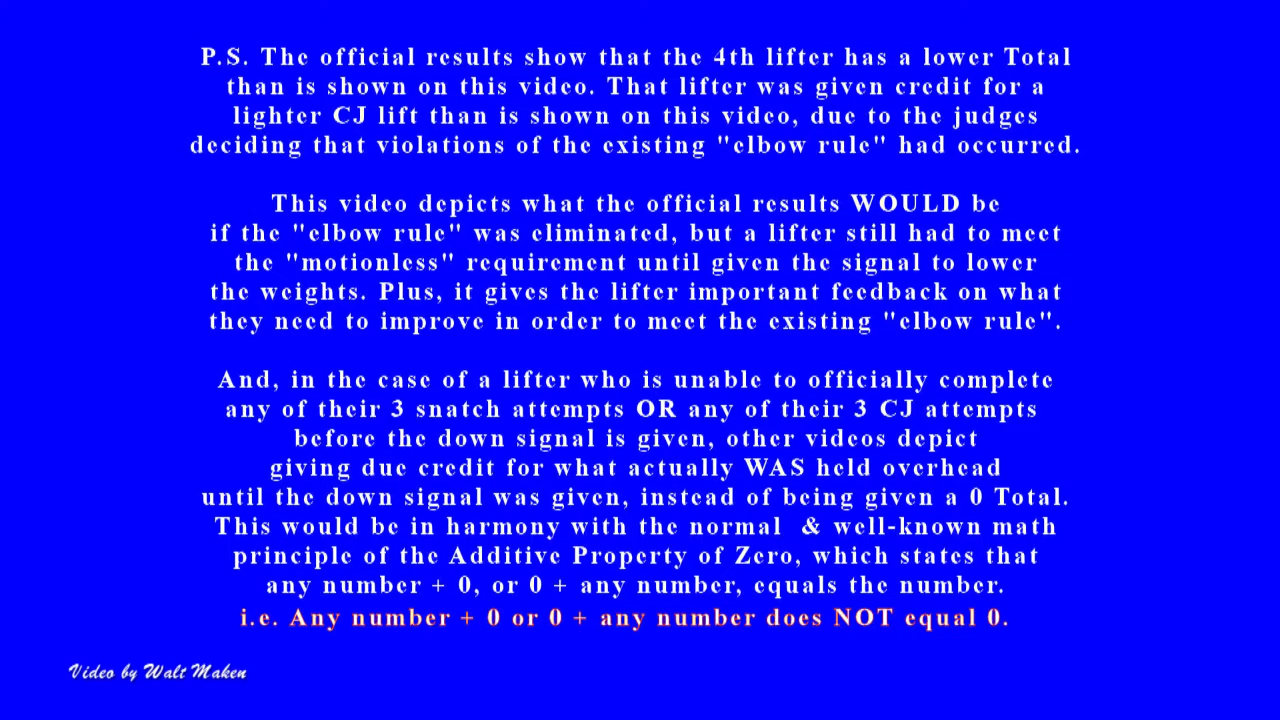 P.S. The official results show that the 4th lifter has a lower Total
than is shown on this video. That lifter was given credit for a
lighter CJ lift than is shown on this video, due to the judges
deciding that violations of the existing "elbow rule" had occurred.
This video depicts what the official results WOULD be
if the "elbow rule" was eliminated, but a lifter still had to meet
the "motionless" requirement until given the signal to lower
the weights. Plus, it gives the lifter important feedback on what
they need to improve in order to meet the existing "elbow rule".
And, in the case of a lifter who is unable to officially complete
any of their 3 snatch attempts OR any of their 3 CJ attempts
before the down signal is given, other videos depict
giving due credit for what actually WAS held overhead
until the down signal was given, instead of being given a 0 Total.
This would be in harmony with the normal  & well-known math
principle of the Additive Property of Zero, which states that
any number + 0, or 0 + any number, equals the number.
i.e. Any number + 0 or 0 + any number does NOT equal 0.
Video by Walt Maken